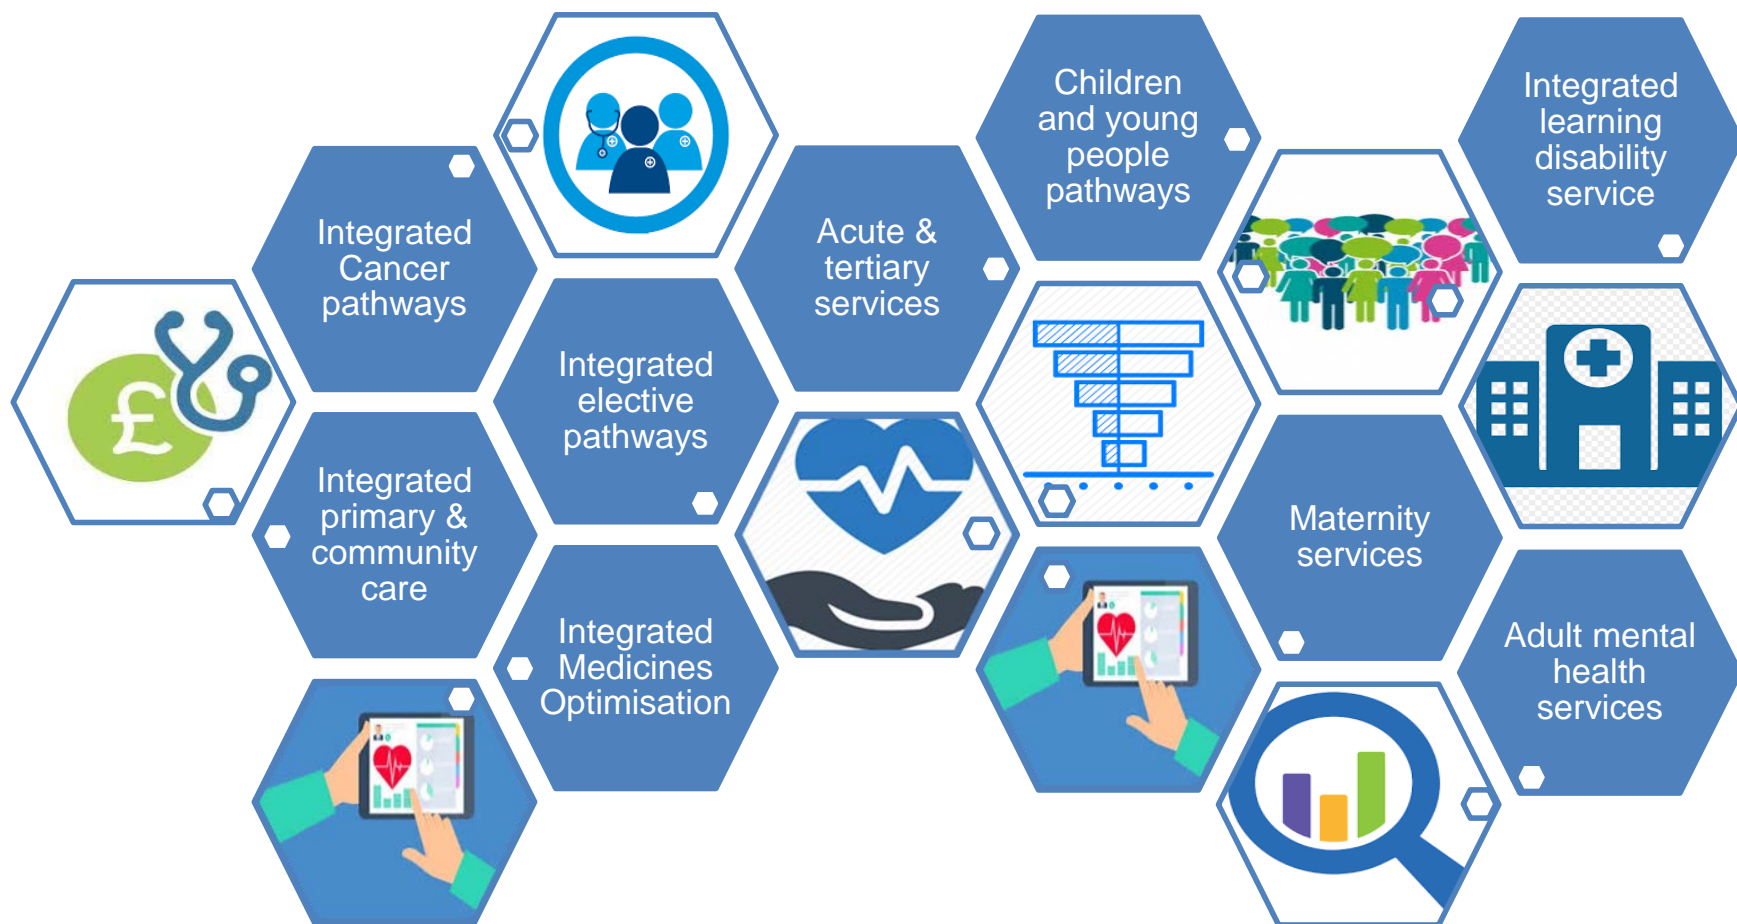 Children
and young
people
pathways
Integrated
learning
disability
service
Integrated
Cancer
pathways
Acute &
tertiary
services
Integrated
elective
pathways
£
Integrated
primary &
community
care
Maternity
services
Integrated
Medicines
Optimisation
Adult mental
health
services